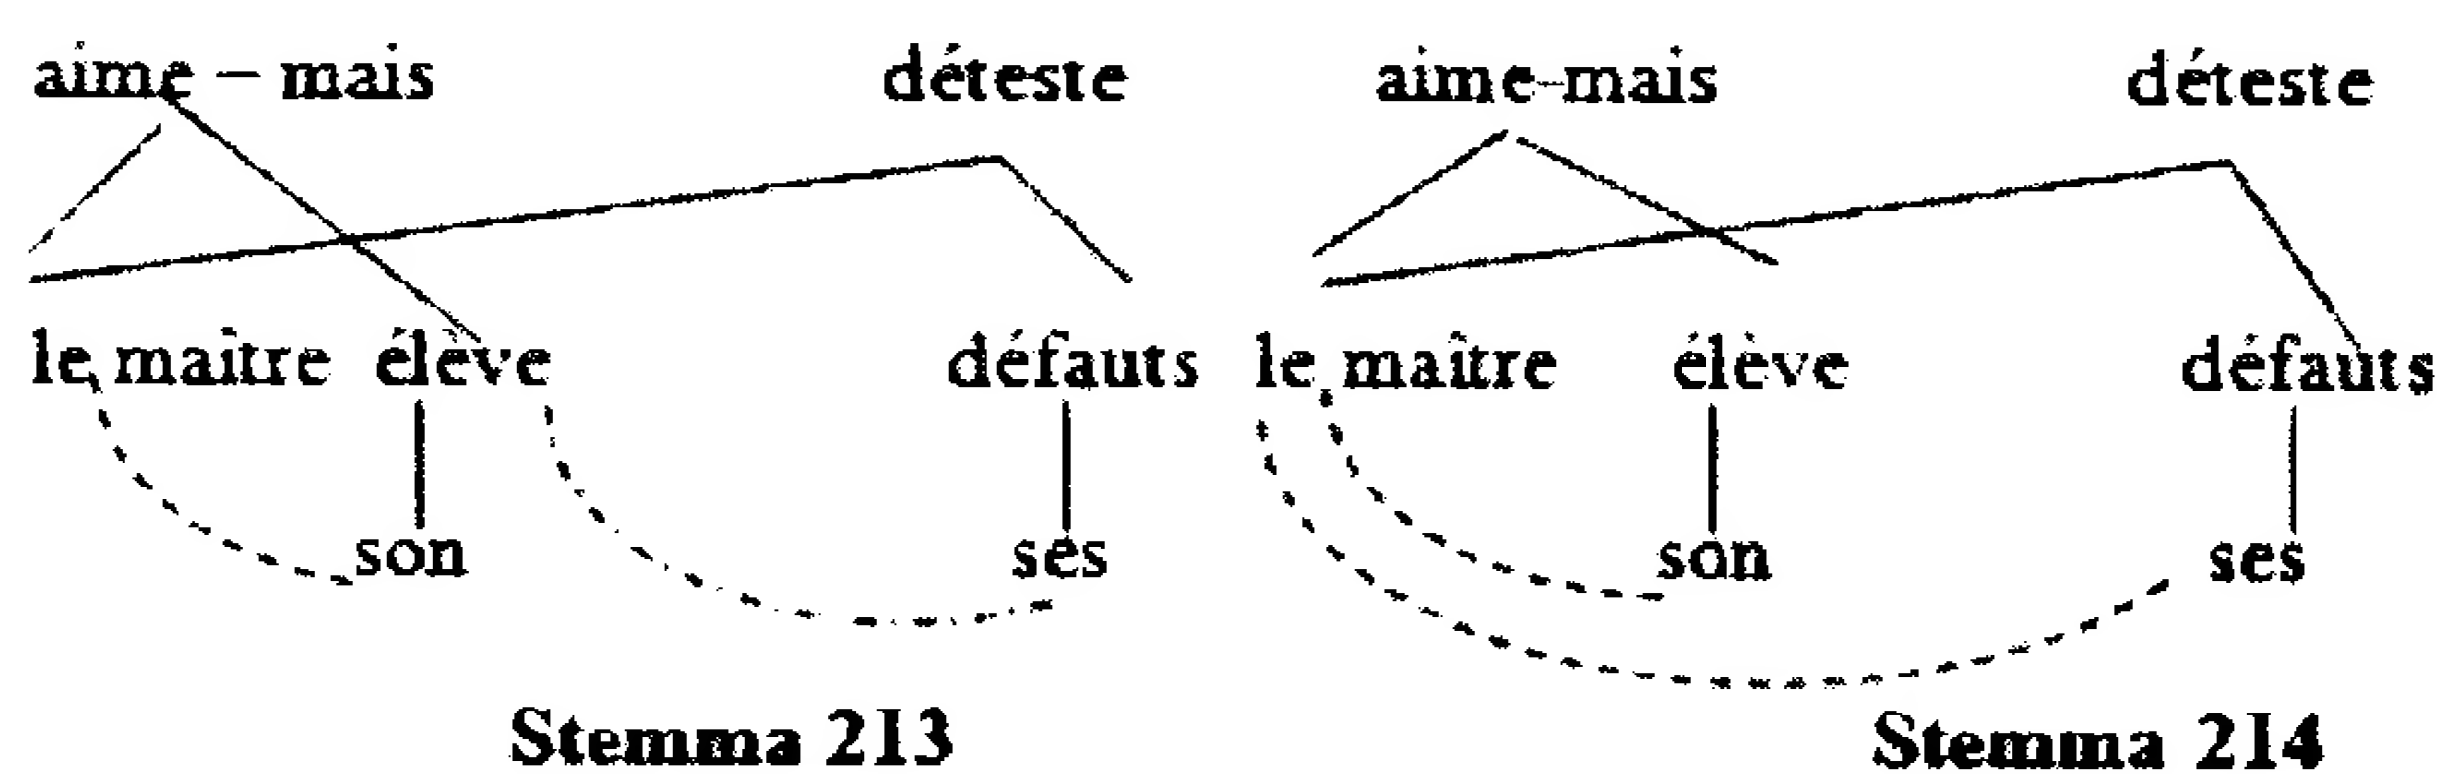 aime – mais déteste aime-mais déteste
le maître élève défauts le maître élève défauts
son ses son ses
Stemma 213 Stemma 214